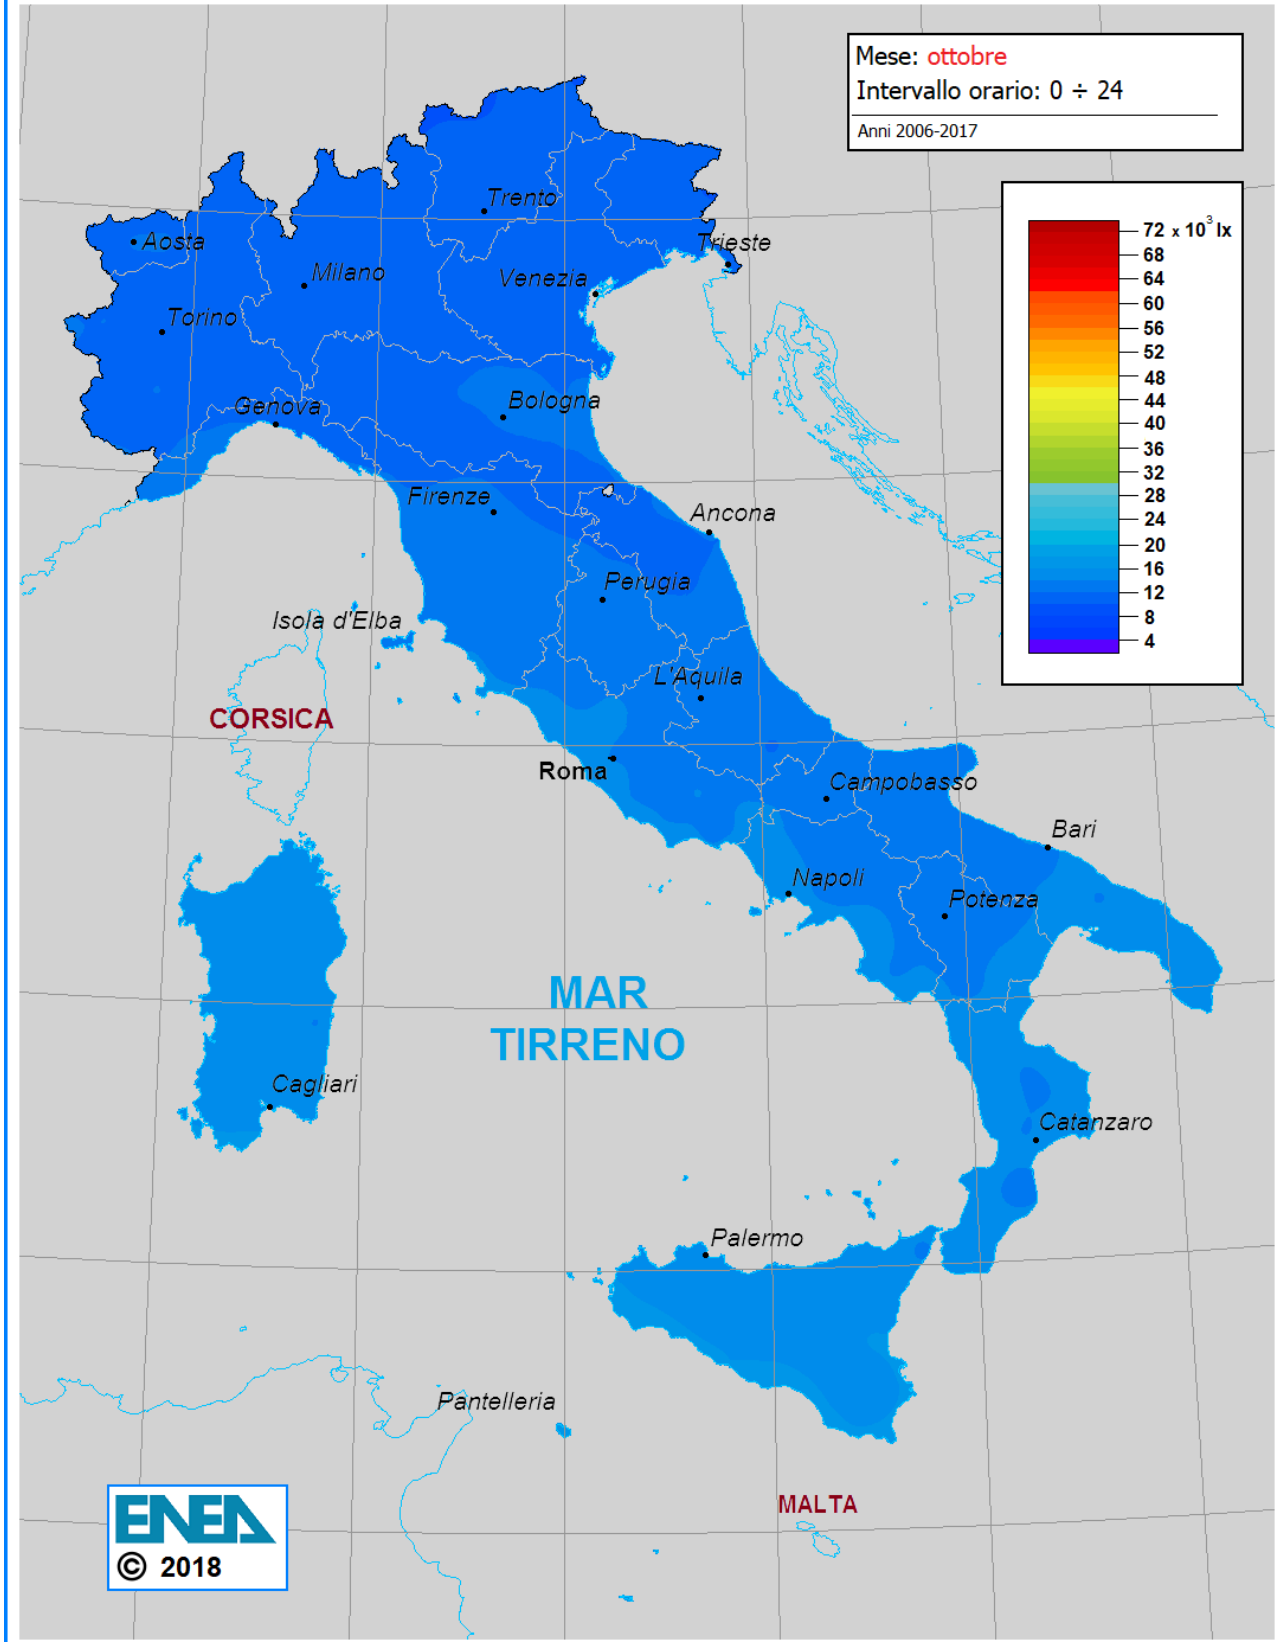 Mese: ottobre
Intervallo orario: 0 ÷ 24
Anni 2006-2017
72 x 10³ lx
68
64
60
56
52
48
44
40
36
32
28
24
20
16
12
8
4
Trento
Aosta
Trieste
Milano
Venezia
Torino
Genova
Bologna
Firenze
Ancona
Perugia
Isola d'Elba
L'Aquila
CORSICA
Roma
Campobasso
Bari
Napoli
Potenza
MAR
TIRRENO
Cagliari
Catanzaro
Palermo
Pantelleria
MALTA
ENEA
© 2018